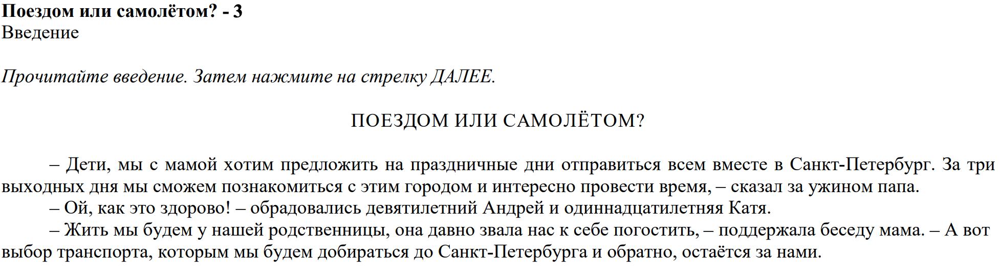 Поездом или самолётом? - 3
Введение
Прочитайте введение. Затем нажмите на стрелку ДАЛЕЕ.
ПОЕЗДОМ ИЛИ САМОЛЁТОМ?
– Дети, мы с мамой хотим предложить на праздничные дни отправиться всем вместе в Санкт-Петербург. За три
выходных дня мы сможем познакомиться с этим городом и интересно провести время, – сказал за ужином папа.
– Ой, как это здорово! – обрадовались девятилетний Андрей и одиннадцатилетняя Катя.
– Жить мы будем у нашей родственницы, она давно звала нас к себе погостить, – поддержала беседу мама. – А вот
выбор транспорта, которым мы будем добираться до Санкт-Петербурга и обратно, остаётся за нами.